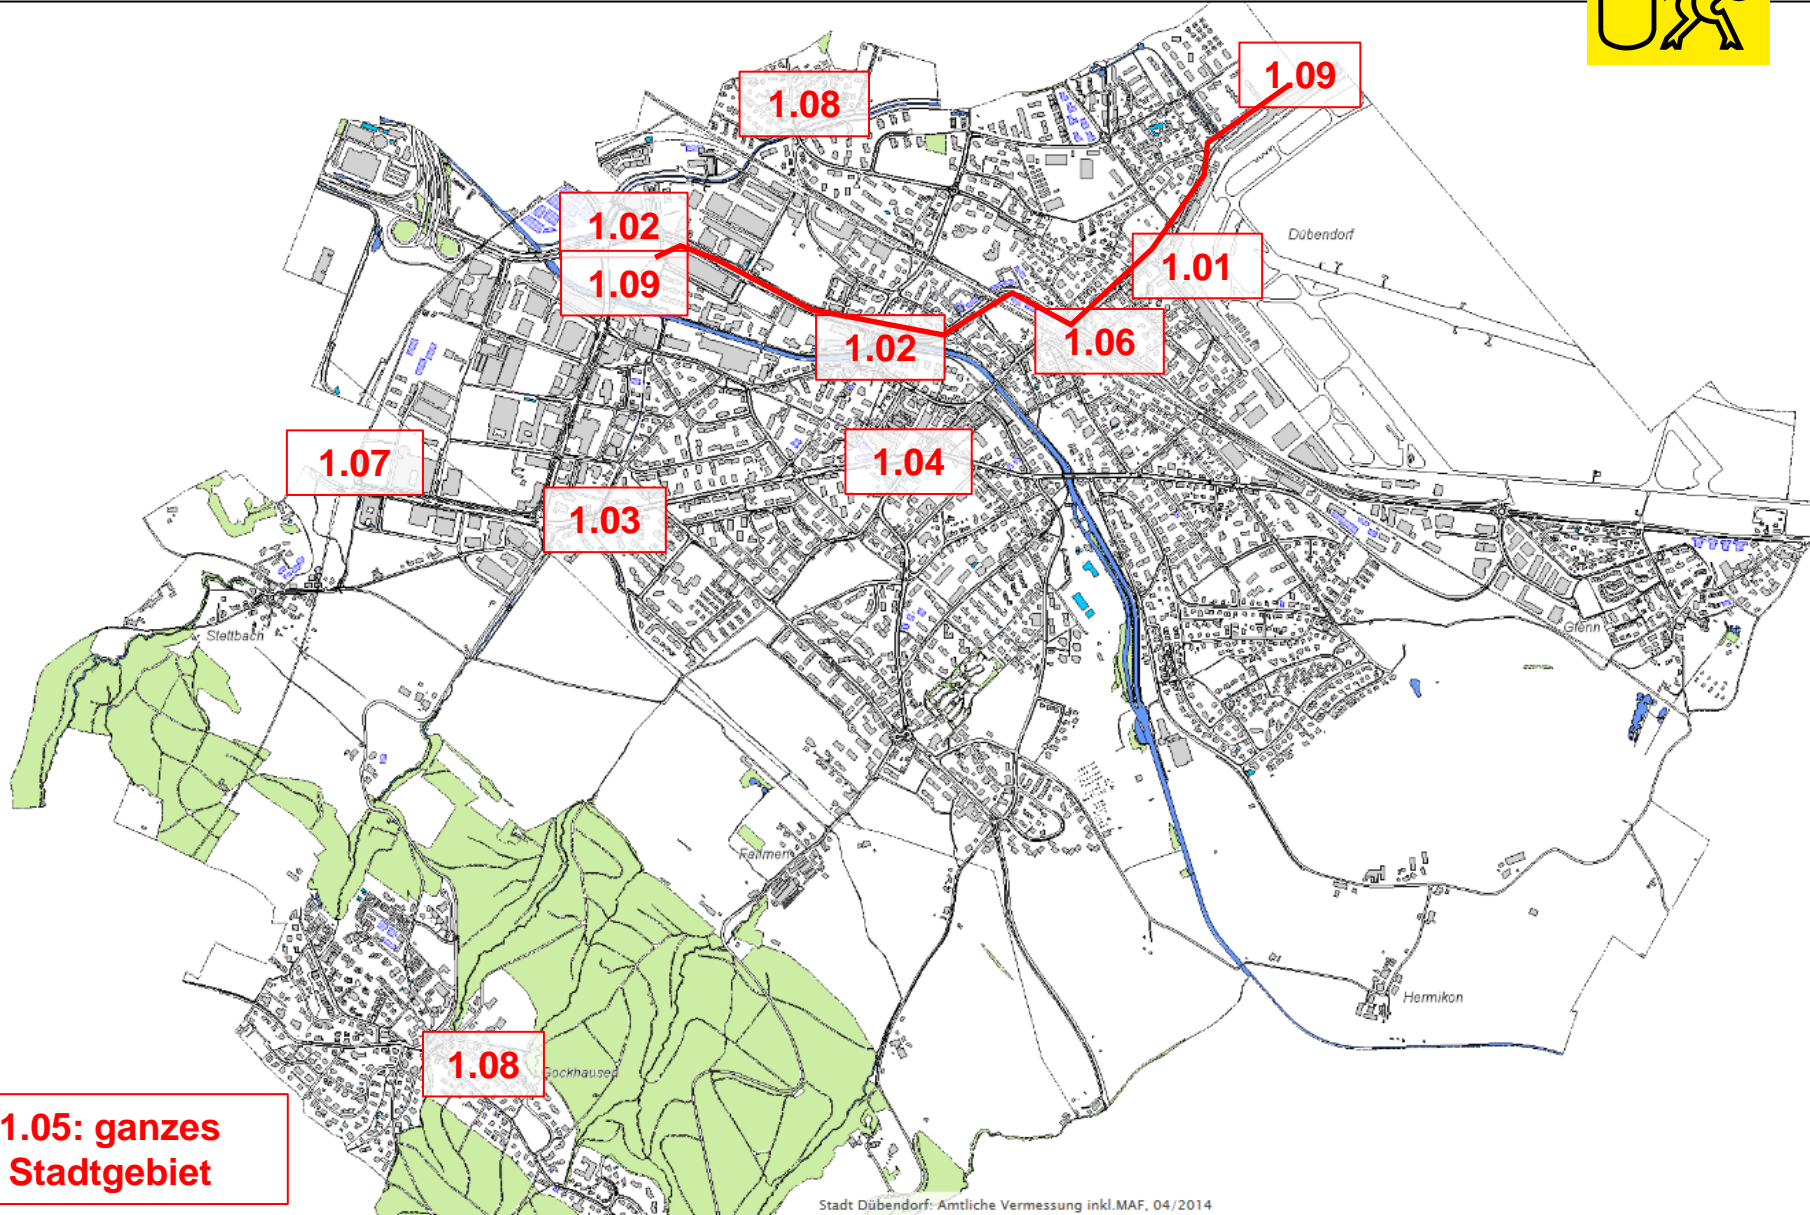 1.09
1.08
1.02
Dübendorf
1.01
1.09
1.02
1.06
1.07
1.04
1.03
Stettbach
Glenn
Fallmen
Hermikon
1.08
Gockhausen
1.05: ganzes
Stadtgebiet
Stadt Dübendorf: Amtliche Vermessung inkl.MAF, 04/2014